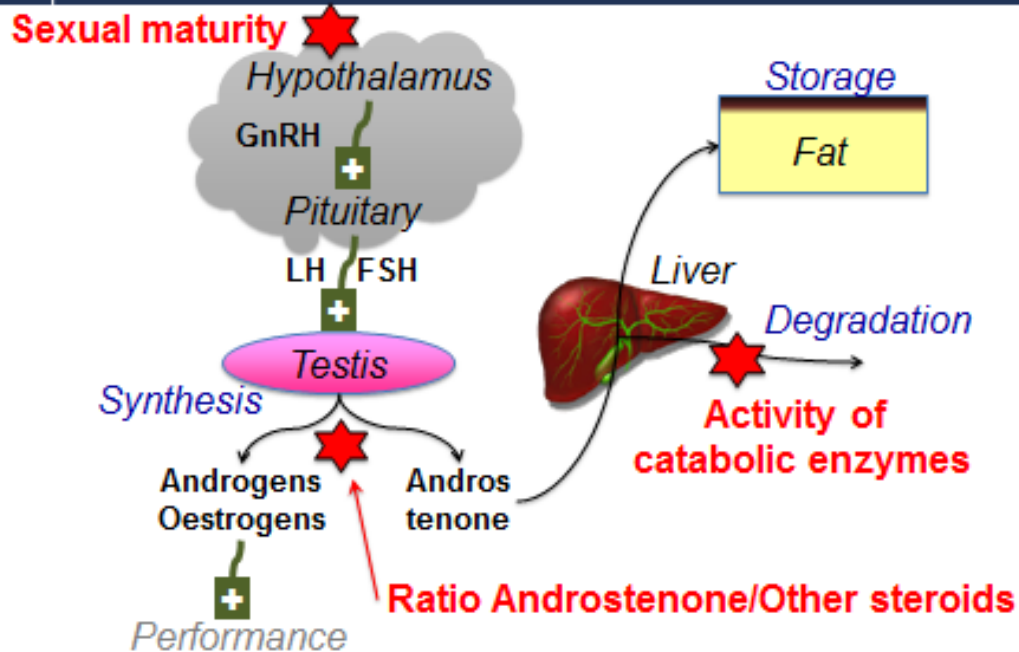 Sexual maturity
Hypothalamus
GnRH
+
Pituitary
LH FSH
+
Testis
Synthesis
Androgens
Oestrogens
Andros
tenone
+
Performance
Ratio Androstenone/Other steroids
Storage
Fat
Liver
Degradation
Activity of
catabolic enzymes